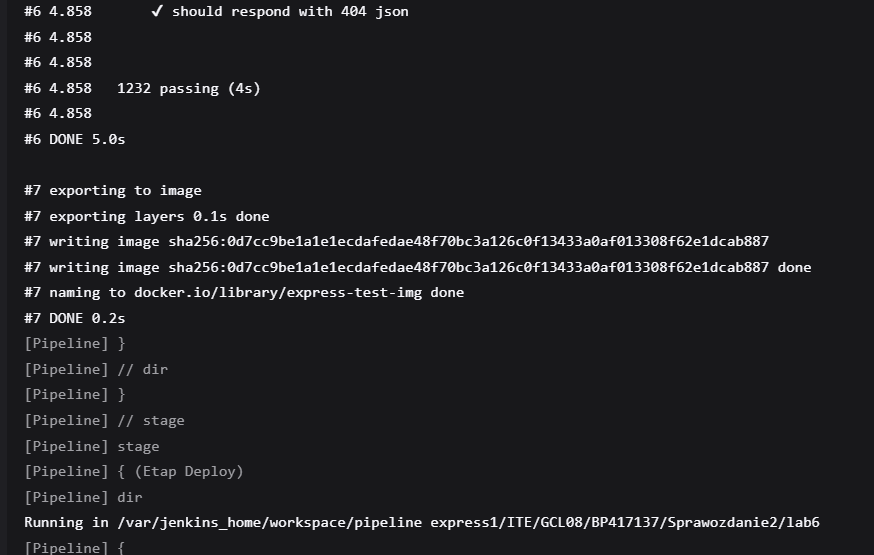 #6 4.858       ✓ should respond with 404 json
#6 4.858
#6 4.858
#6 4.858   1232 passing (4s)
#6 4.858
#6 DONE 5.0s
#7 exporting to image
#7 exporting layers 0.1s done
#7 writing image sha256:0d7cc9be1a1e1ecdafedae48f70bc3a126c0f13433a0af013308f62e1dcab887
#7 writing image sha256:0d7cc9be1a1e1ecdafedae48f70bc3a126c0f13433a0af013308f62e1dcab887 done
#7 naming to docker.io/library/express-test-img done
#7 DONE 0.2s
[Pipeline] }
[Pipeline] // dir
[Pipeline] }
[Pipeline] // stage
[Pipeline] stage
[Pipeline] { (Etap Deploy)
[Pipeline] dir
Running in /var/jenkins_home/workspace/pipeline express1/ITE/GCL08/BP417137/Sprawozdanie2/lab6
[Pipeline] {